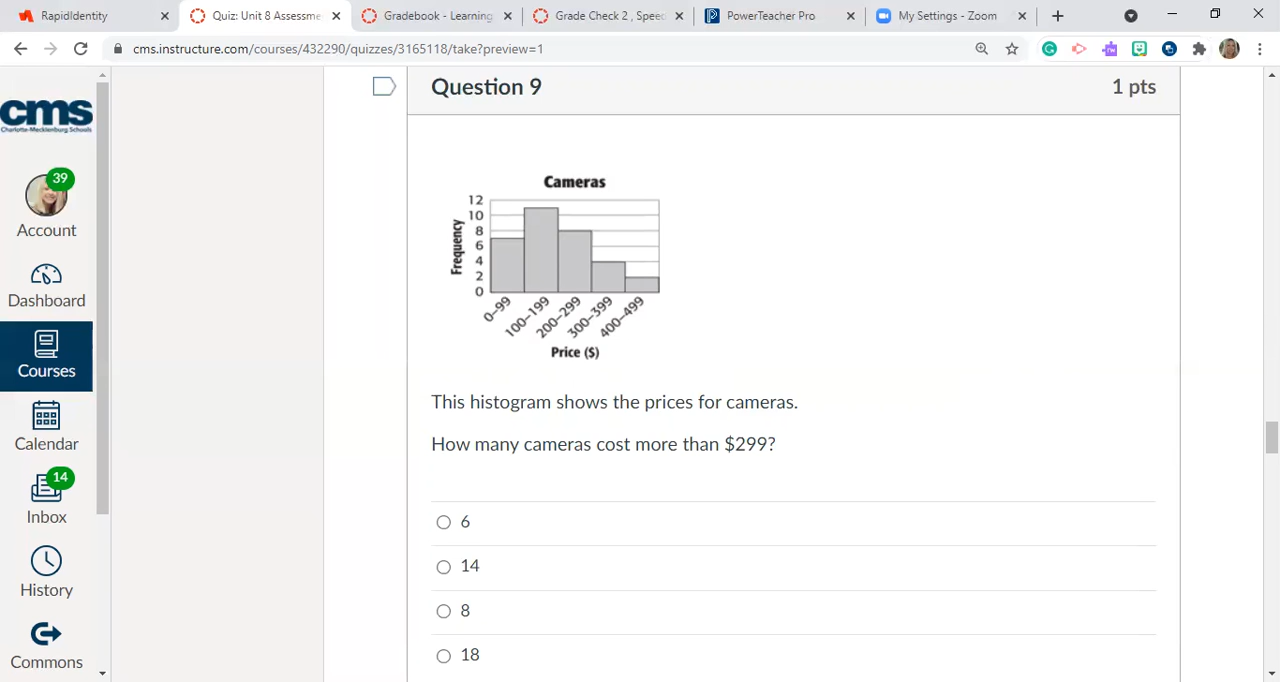 RapidIdentity
Quiz: Unit 8 Assessme
Gradebook - Learning
Grade Check 2 , Speed
PowerTeacher Pro
My Settings - Zoom
cms.instructure.com/courses/432290/quizzes/3165118/take?preview=1
cms
Charlotte-Mecklenburg Schools
39
Account
Dashboard
Courses
Calendar
14
Inbox
History
Commons
Question 9
1 pts
Cameras
Frequency
12
10
8
6
4
2
0
0–99
100–199
200–299
300–399
400–499
Price ($)
This histogram shows the prices for cameras.
How many cameras cost more than $299?
6
14
8
18